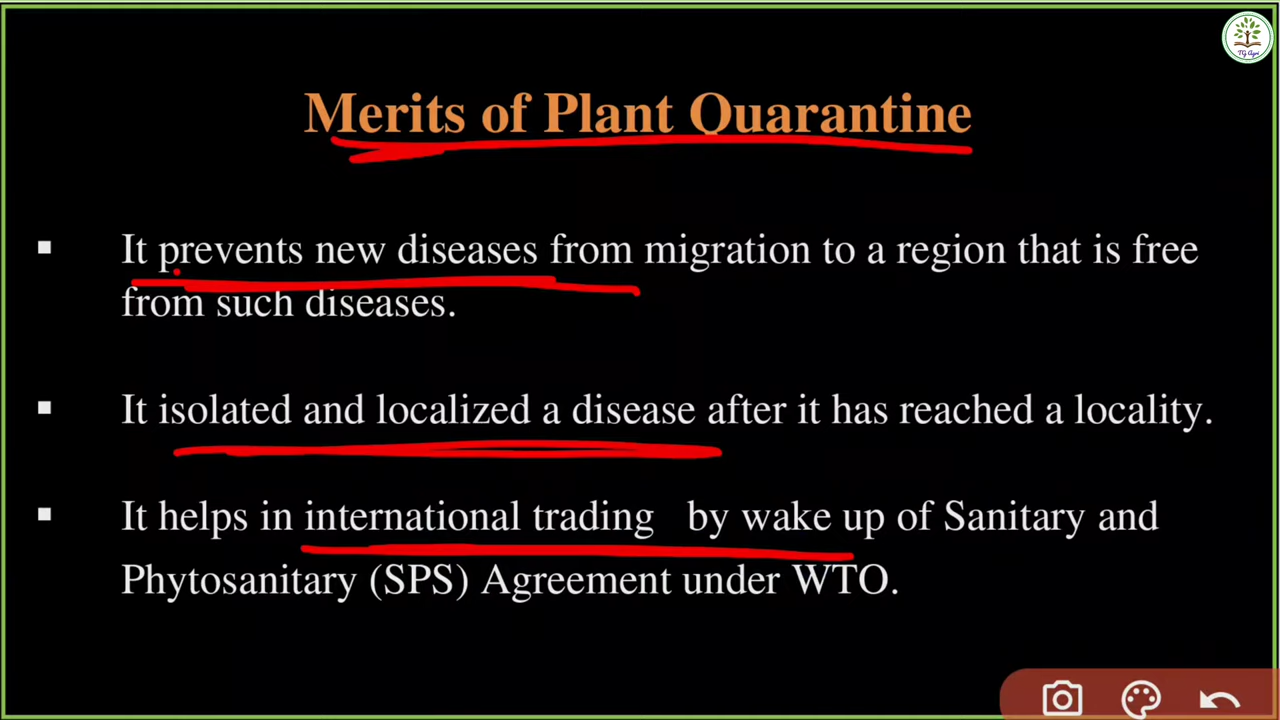 TG Agri
Merits of Plant Quarantine
▪ It prevents new diseases from migration to a region that is free
from such diseases.
▪ It isolated and localized a disease after it has reached a locality.
▪ It helps in international trading by wake up of Sanitary and
Phytosanitary (SPS) Agreement under WTO.